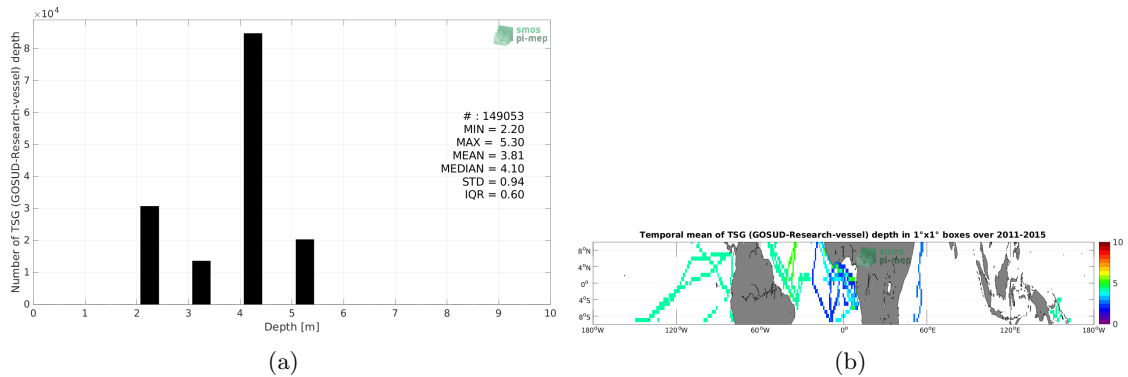 ×10⁴
8
7
6
5
4
3
2
1
0
Number of TSG (GOSUD-Research-vessel) depth
smos
pi-mep
# : 149053
MIN = 2.20
MAX = 5.30
MEAN = 3.81
MEDIAN = 4.10
STD = 0.94
IQR = 0.60
0 1 2 3 4 5 6 7 8 9 10
Depth [m]
(a)
Temporal mean of TSG (GOSUD-Research-vessel) depth in 1°x1° boxes over 2011-2015
smos
pi-mep
8°N
4°N
0°
4°S
8°S
180°W 120°W 60°W 0° 60°E 120°E 180°W
10
5
0
(b)